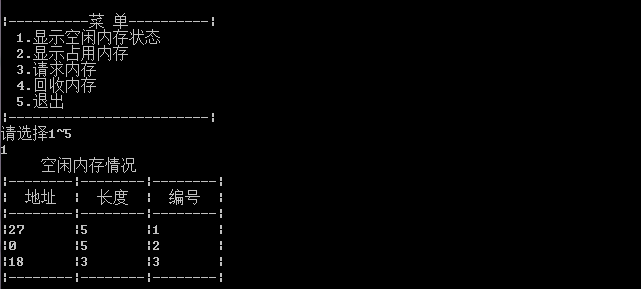 ¦----------菜 单----------¦
1.显示空闲内存状态
2.显示占用内存
3.请求内存
4.回收内存
5.退出
¦-------------------------¦
请选择1~5
1
空闲内存情况
¦--------¦--------¦--------¦
¦ 地址 ¦ 长度 ¦ 编号 ¦
¦--------¦--------¦--------¦
¦27 ¦5 ¦1 ¦
¦0 ¦5 ¦2 ¦
¦18 ¦3 ¦3 ¦
¦--------¦--------¦--------¦